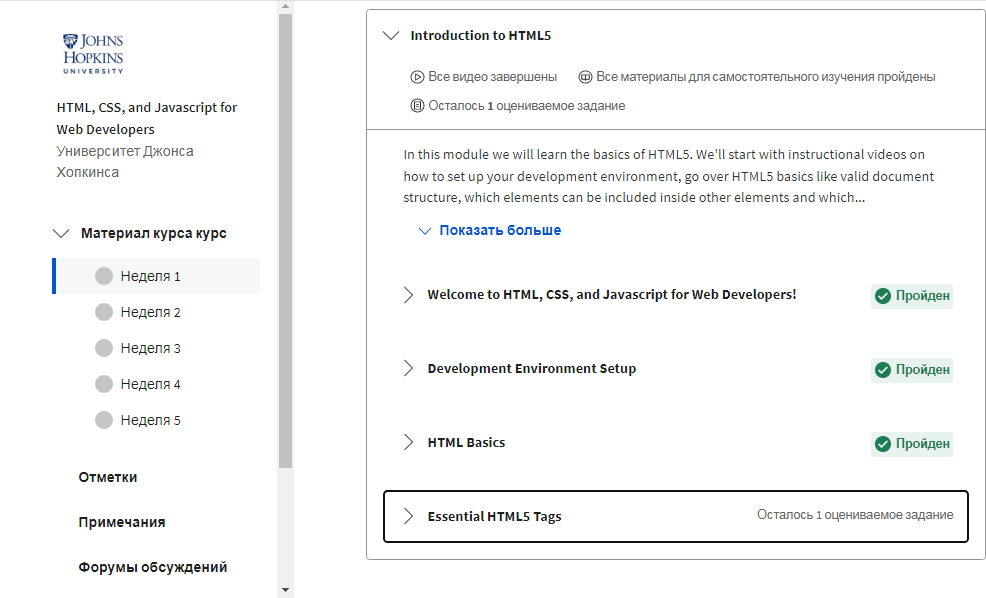 JOHNS
HOPKINS
UNIVERSITY
HTML, CSS, and Javascript for
Web Developers
Университет Джонса
Хопкинса
Материал курса курс
Неделя 1
Неделя 2
Неделя 3
Неделя 4
Неделя 5
Отметки
Примечания
Форумы обсуждений
Introduction to HTML5
Все видео завершены
Все материалы для самостоятельного изучения пройдены
Осталось 1 оцениваемое задание
In this module we will learn the basics of HTML5. We'll start with instructional videos on
how to set up your development environment, go over HTML5 basics like valid document
structure, which elements can be included inside other elements and which...
Показать больше
Welcome to HTML, CSS, and Javascript for Web Developers!
Пройден
Development Environment Setup
Пройден
HTML Basics
Пройден
Essential HTML5 Tags
Осталось 1 оцениваемое задание